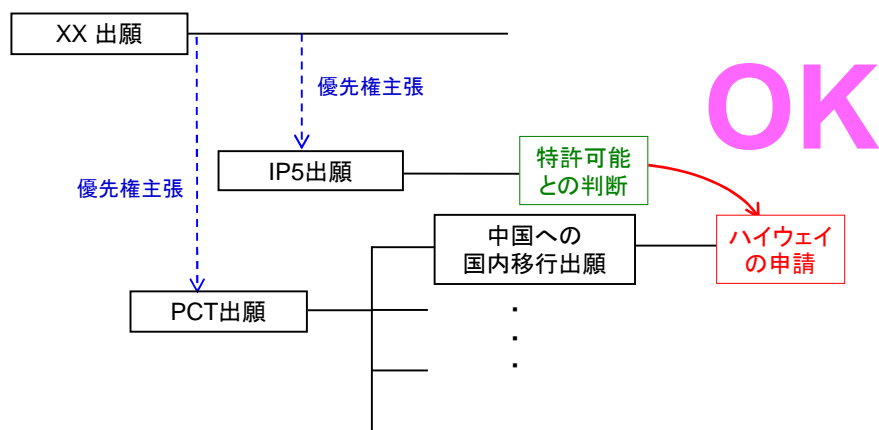 XX 出願
優先権主張
OK
IP5出願
特許可能
との判断
優先権主張
中国への
国内移行出願
ハイウェイ
の申請
PCT出願